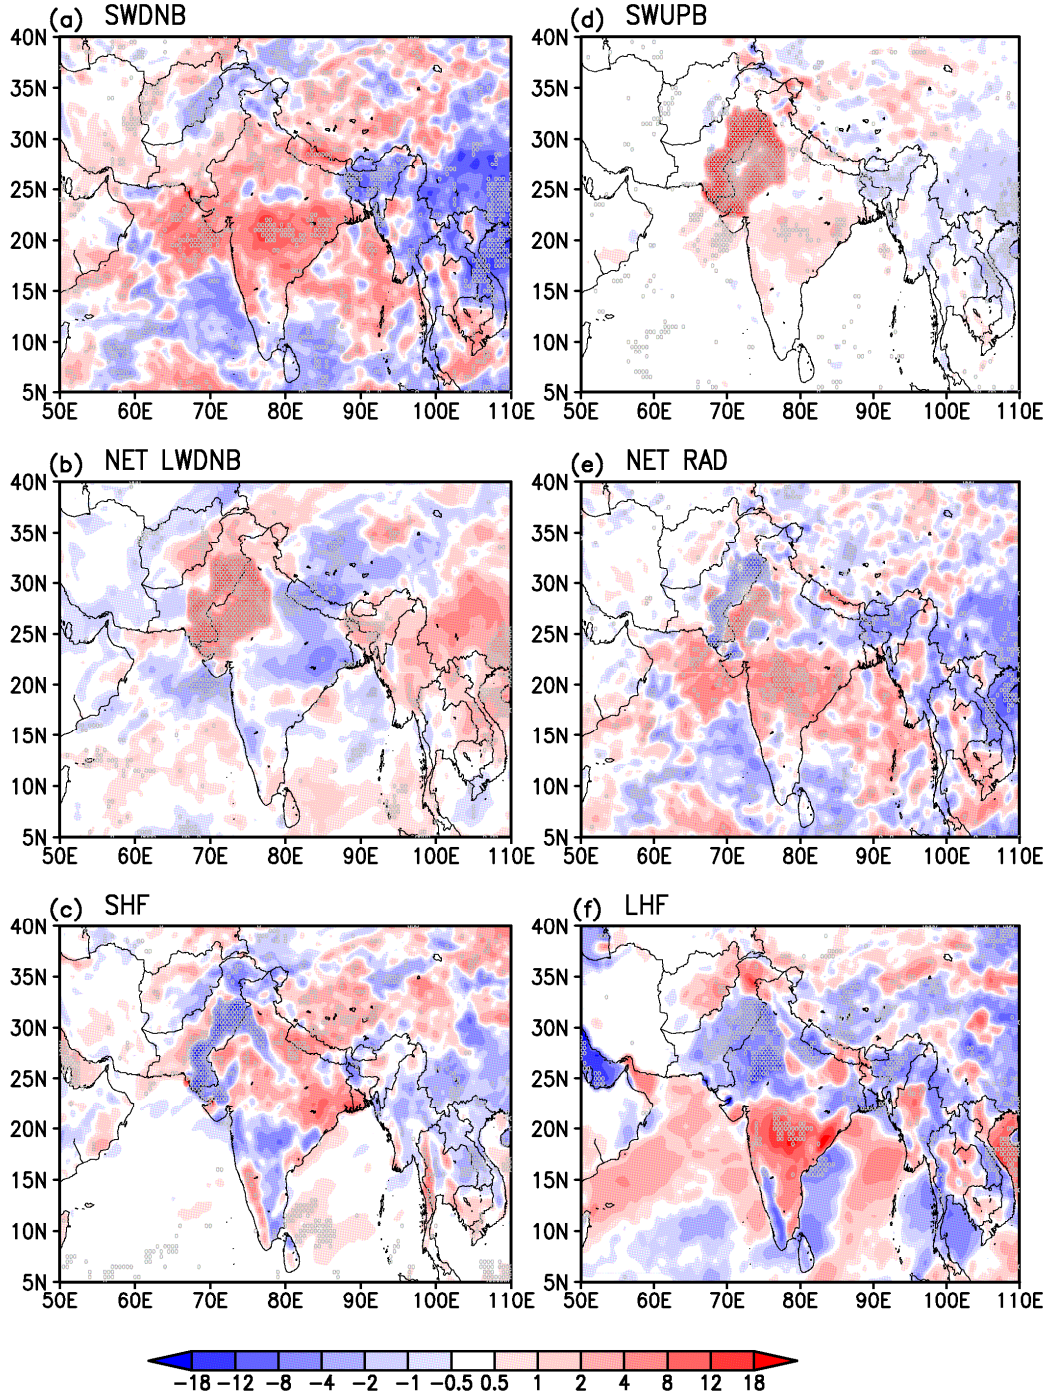 (a) SWDNB
(d) SWUPB
40N
35N
30N
25N
20N
15N
10N
5N
50E 60E 70E 80E 90E 100E 110E
40N
35N
30N
25N
20N
15N
10N
5N
50E 60E 70E 80E 90E 100E 110E
(b) NET LWDNB
(e) NET RAD
40N
35N
30N
25N
20N
15N
10N
5N
50E 60E 70E 80E 90E 100E 110E
40N
35N
30N
25N
20N
15N
10N
5N
50E 60E 70E 80E 90E 100E 110E
(c) SHF
(f) LHF
40N
35N
30N
25N
20N
15N
10N
5N
50E 60E 70E 80E 90E 100E 110E
40N
35N
30N
25N
20N
15N
10N
5N
50E 60E 70E 80E 90E 100E 110E
−18 −12 −8 −4 −2 −1 −0.5 0.5 1 2 4 8 12 18